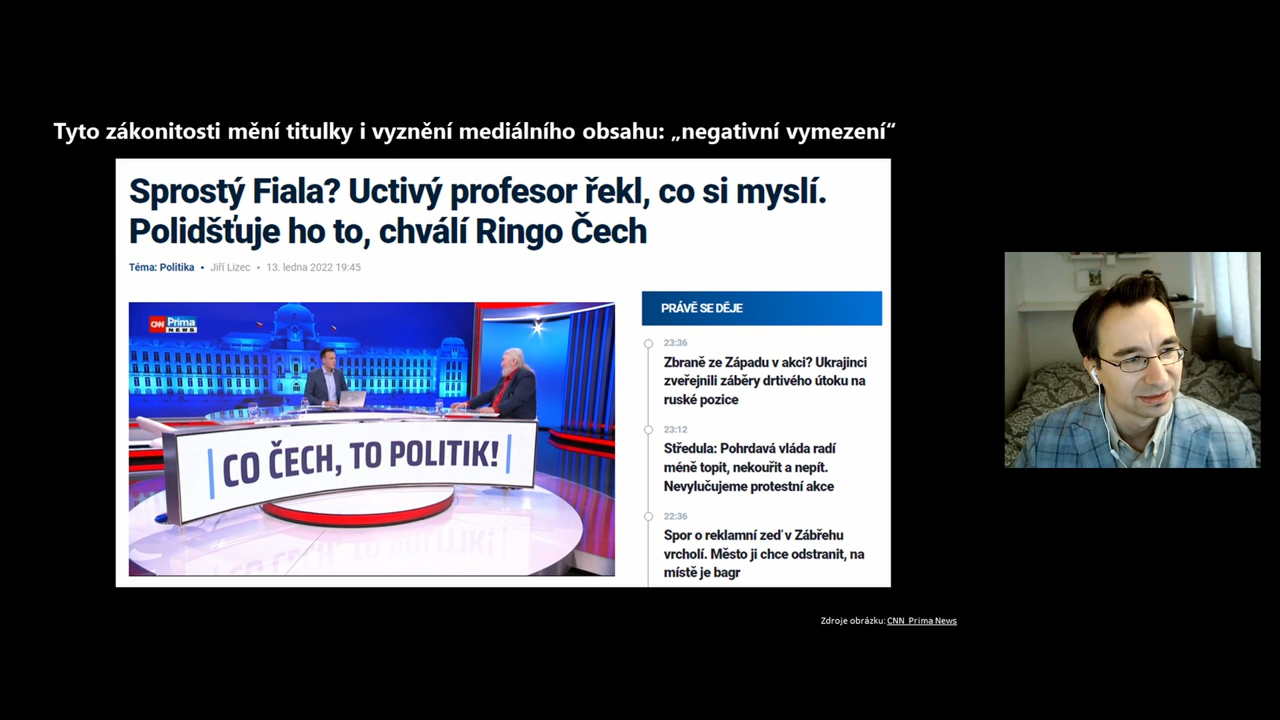 Tyto zákonitosti mění titulky i vyznění mediálního obsahu: „negativní vymezení“
Sprostý Fiala? Uctivý profesor řekl, co si myslí.
Polidšťuje ho to, chválí Ringo Čech
Téma: Politika • Jiří Lizec • 13. ledna 2022 19:45
CNN Prima
NEWS
CO ČECH, TO POLITIK!
PRÁVĚ SE DĚJE
23:36
Zbraně ze Západu v akci? Ukrajinci
zveřejnili záběry drtivého útoku na
ruské pozice
23:12
Středula: Pohrdavá vláda radí
méně topit, nekouřit a nepít.
Nevylučujeme protestní akce
22:36
Spor o reklamní zeď v Zábřehu
vrcholí. Město ji chce odstranit, na
místě je bagr
Zdroje obrázku: CNN Prima News